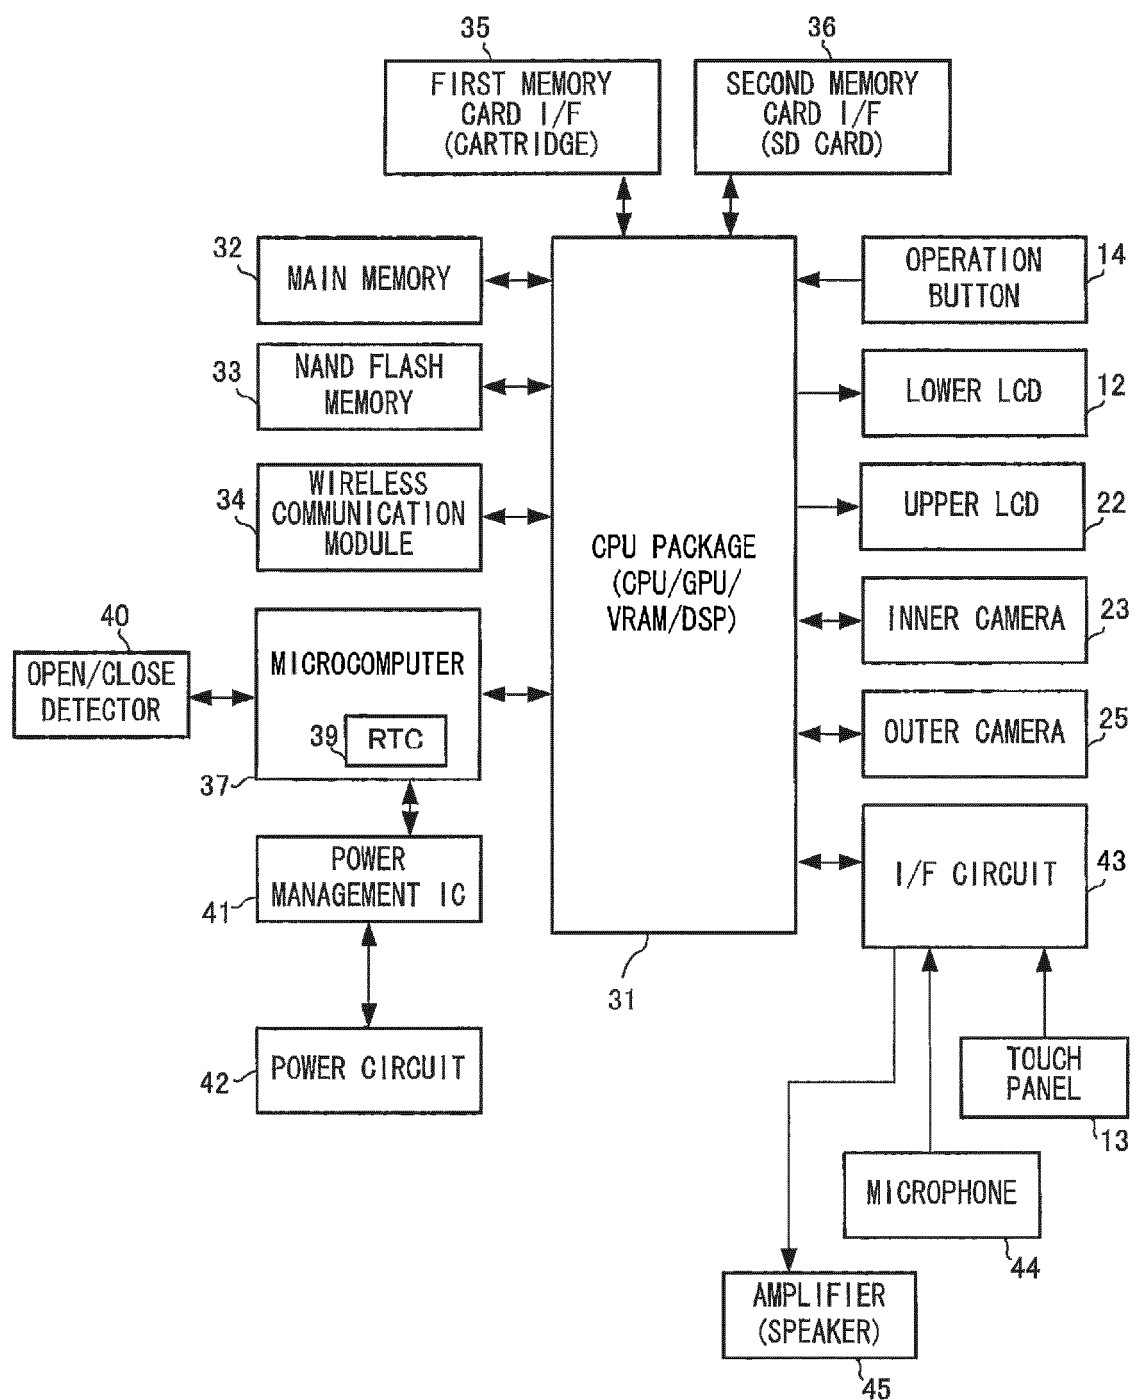 35
FIRST MEMORY
CARD I/F
(CARTRIDGE)
36
SECOND MEMORY
CARD I/F
(SD CARD)
32
MAIN MEMORY
33
NAND FLASH
MEMORY
34
WIRELESS
COMMUNICATION
MODULE
40
OPEN/CLOSE
DETECTOR
MICROCOMPUTER
39
RTC
37
POWER
MANAGEMENT IC
41
POWER CIRCUIT
42
CPU PACKAGE
(CPU/GPU/
VRAM/DSP)
31
OPERATION
BUTTON
14
LOWER LCD
12
UPPER LCD
22
INNER CAMERA
23
OUTER CAMERA
25
I/F CIRCUIT
43
TOUCH
PANEL
13
MICROPHONE
44
AMPLIFIER
(SPEAKER)
45